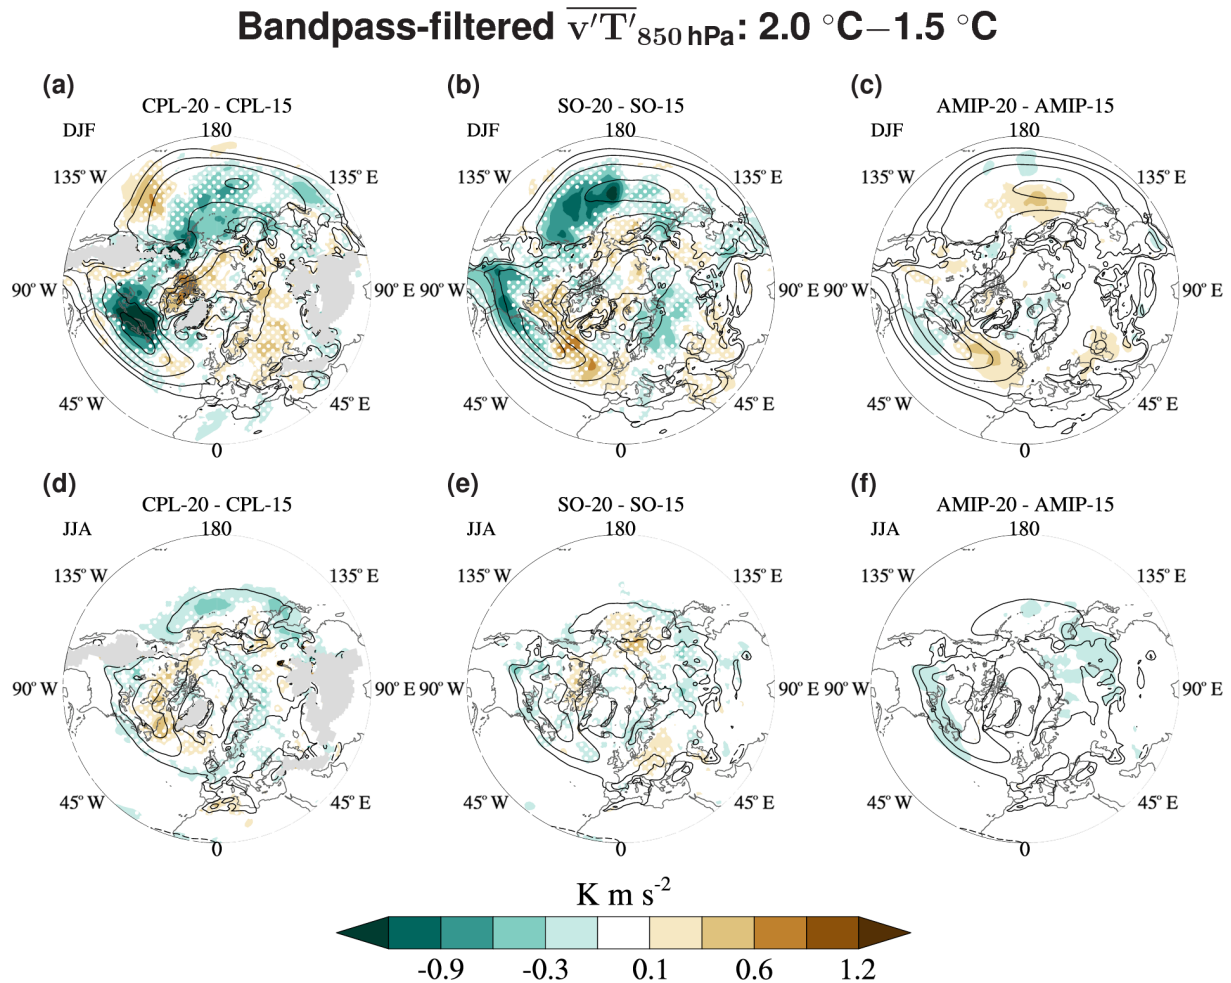 Bandpass-filtered v′T′ 850 hPa: 2.0 °C−1.5 °C
(a) (b) (c)
CPL-20 - CPL-15 SO-20 - SO-15 AMIP-20 - AMIP-15
DJF 180 DJF 180 DJF 180
135° W 135° E 135° W 135° E 135° W 135° E
90° W 90° E 90° W 90° E 90° W 90° E
45° W 45° E 45° W 45° E 45° W 45° E
0 0 0
(d) (e) (f)
CPL-20 - CPL-15 SO-20 - SO-15 AMIP-20 - AMIP-15
JJA 180 JJA 180 JJA 180
135° W 135° E 135° W 135° E 135° W 135° E
90° W 90° E 90° W 90° E 90° W 90° E
45° W 45° E 45° W 45° E 45° W 45° E
0 0 0
K m s-2
-0.9 -0.3 0.1 0.6 1.2